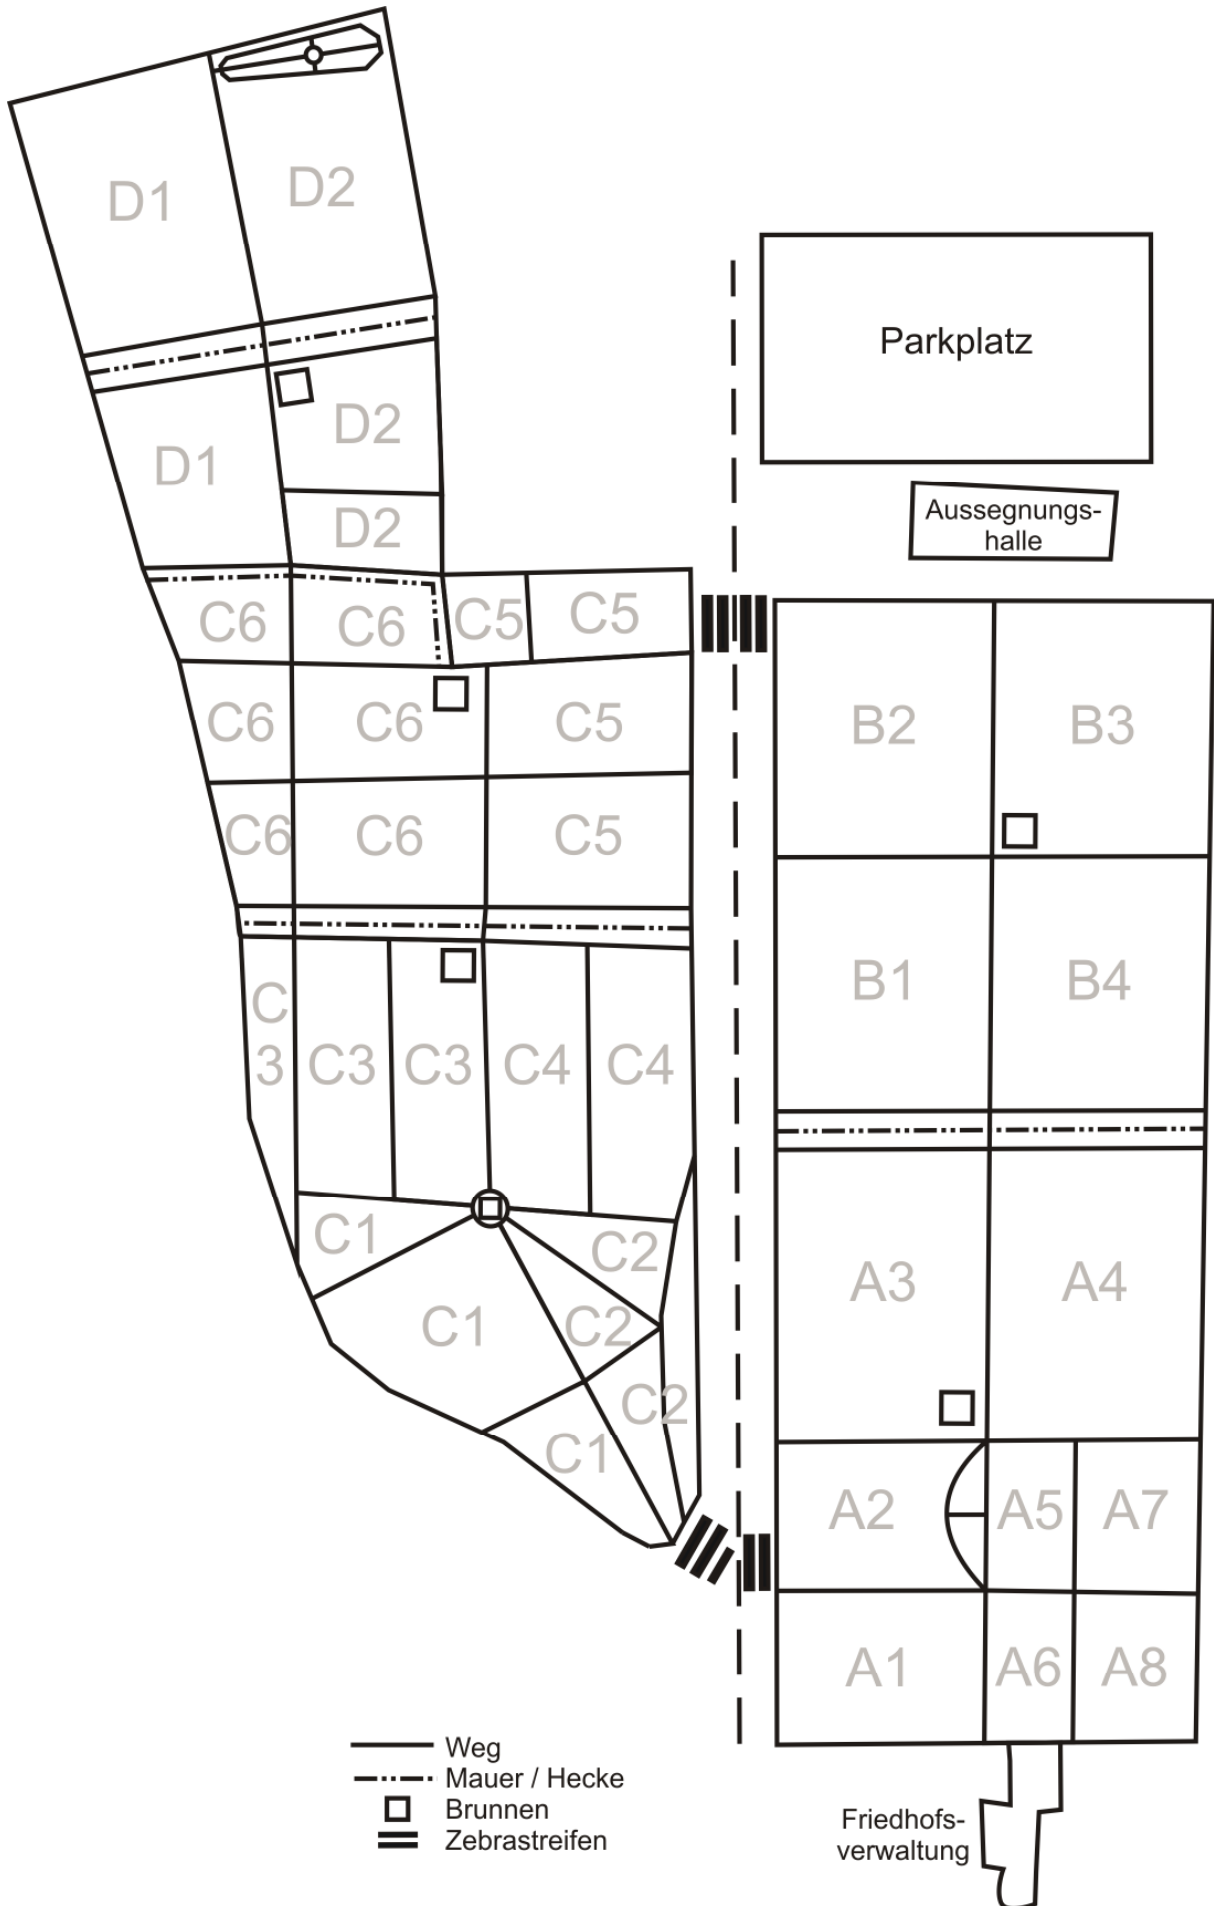 D1
D2
Parkplatz
D2
D1
Aussegnungs-
halle
D2
C6
C6
C5
C5
C6
C6
C5
B2
B3
C6
C6
C5
B1
B4
C
3
C3
C3
C4
C4
C1
C2
A3
A4
C1
C2
C2
C1
A2
A5
A7
A1
A6
A8
Weg
Mauer / Hecke
Brunnen
Zebrastreifen
Friedhofs-
verwaltung